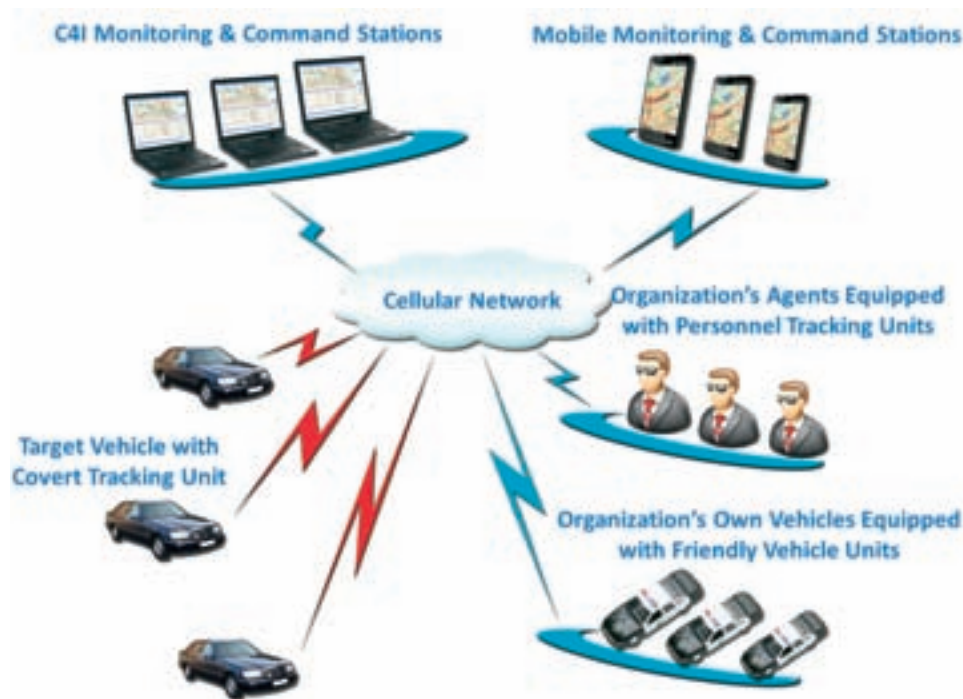 C4I Monitoring & Command Stations
Mobile Monitoring & Command Stations
Cellular Network
Organization's Agents Equipped
with Personnel Tracking Units
Target Vehicle with
Covert Tracking Unit
Organization's Own Vehicles Equipped
with Friendly Vehicle Units